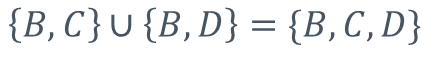 {B, C} ∪ {B, D} = {B, C, D}